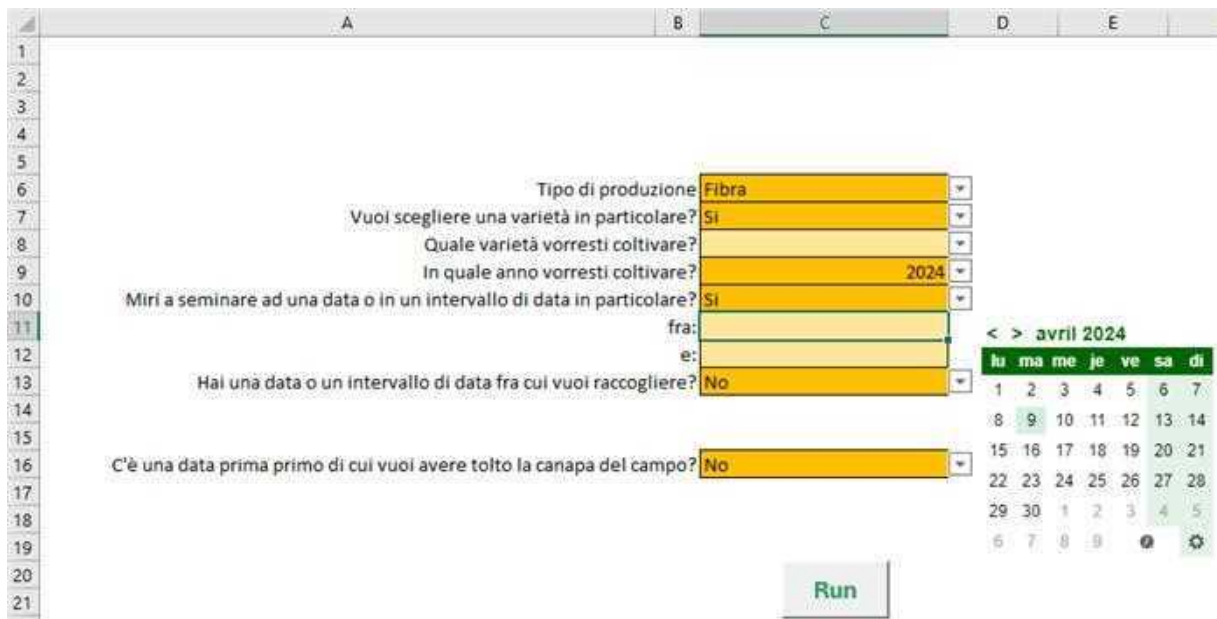 A B C D E
1
2
3
4
5
6 Tipo di produzione Fibra
7 Vuoi scegliere una varietà in particolare? Si
8 Quale varietà vorresti coltivare?
9 In quale anno vorresti coltivare? 2024
10 Miri a seminare ad una data o in un intervallo di data in particolare? Si
11 fra:
12 e:
13 Hai una data o un intervallo di data fra cui vuoi raccogliere? No
14
15
16 C'è una data prima primo di cui vuoi avere tolto la canapa del campo? No
17
18
19
20
21
< > avril 2024
lu ma me je ve sa di
1 2 3 4 5 6 7
8 9 10 11 12 13 14
15 16 17 18 19 20 21
22 23 24 25 26 27 28
29 30 1 2 3 4 5
6 7 8 9
Run